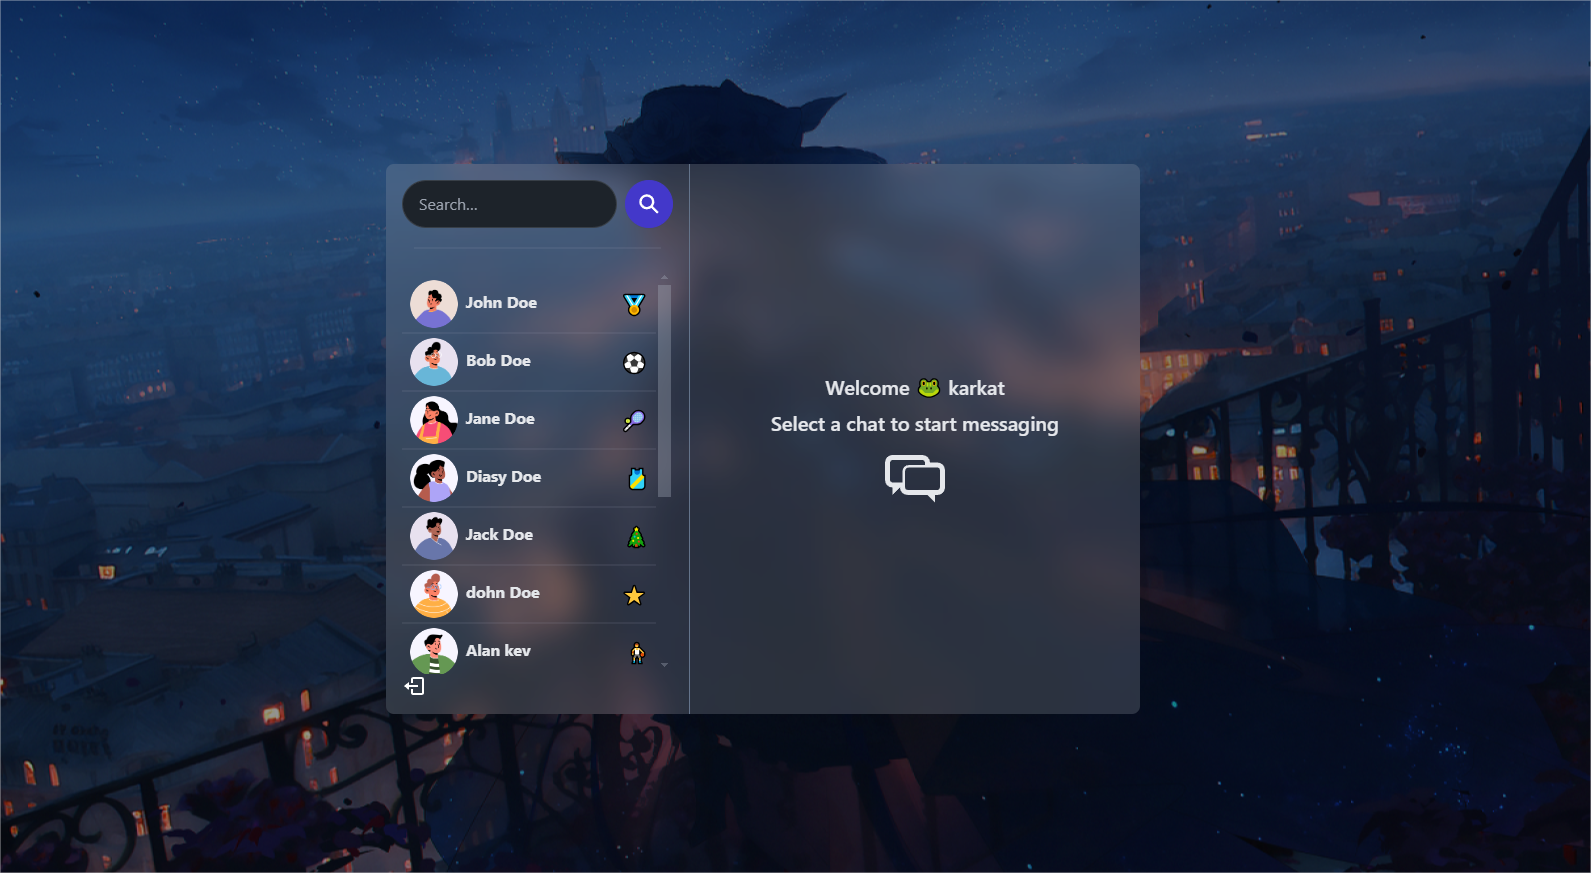 Search...
John Doe
Bob Doe
Jane Doe
Diasy Doe
Jack Doe
dohn Doe
Alan kev
Welcome 🐸 karkat
Select a chat to start messaging